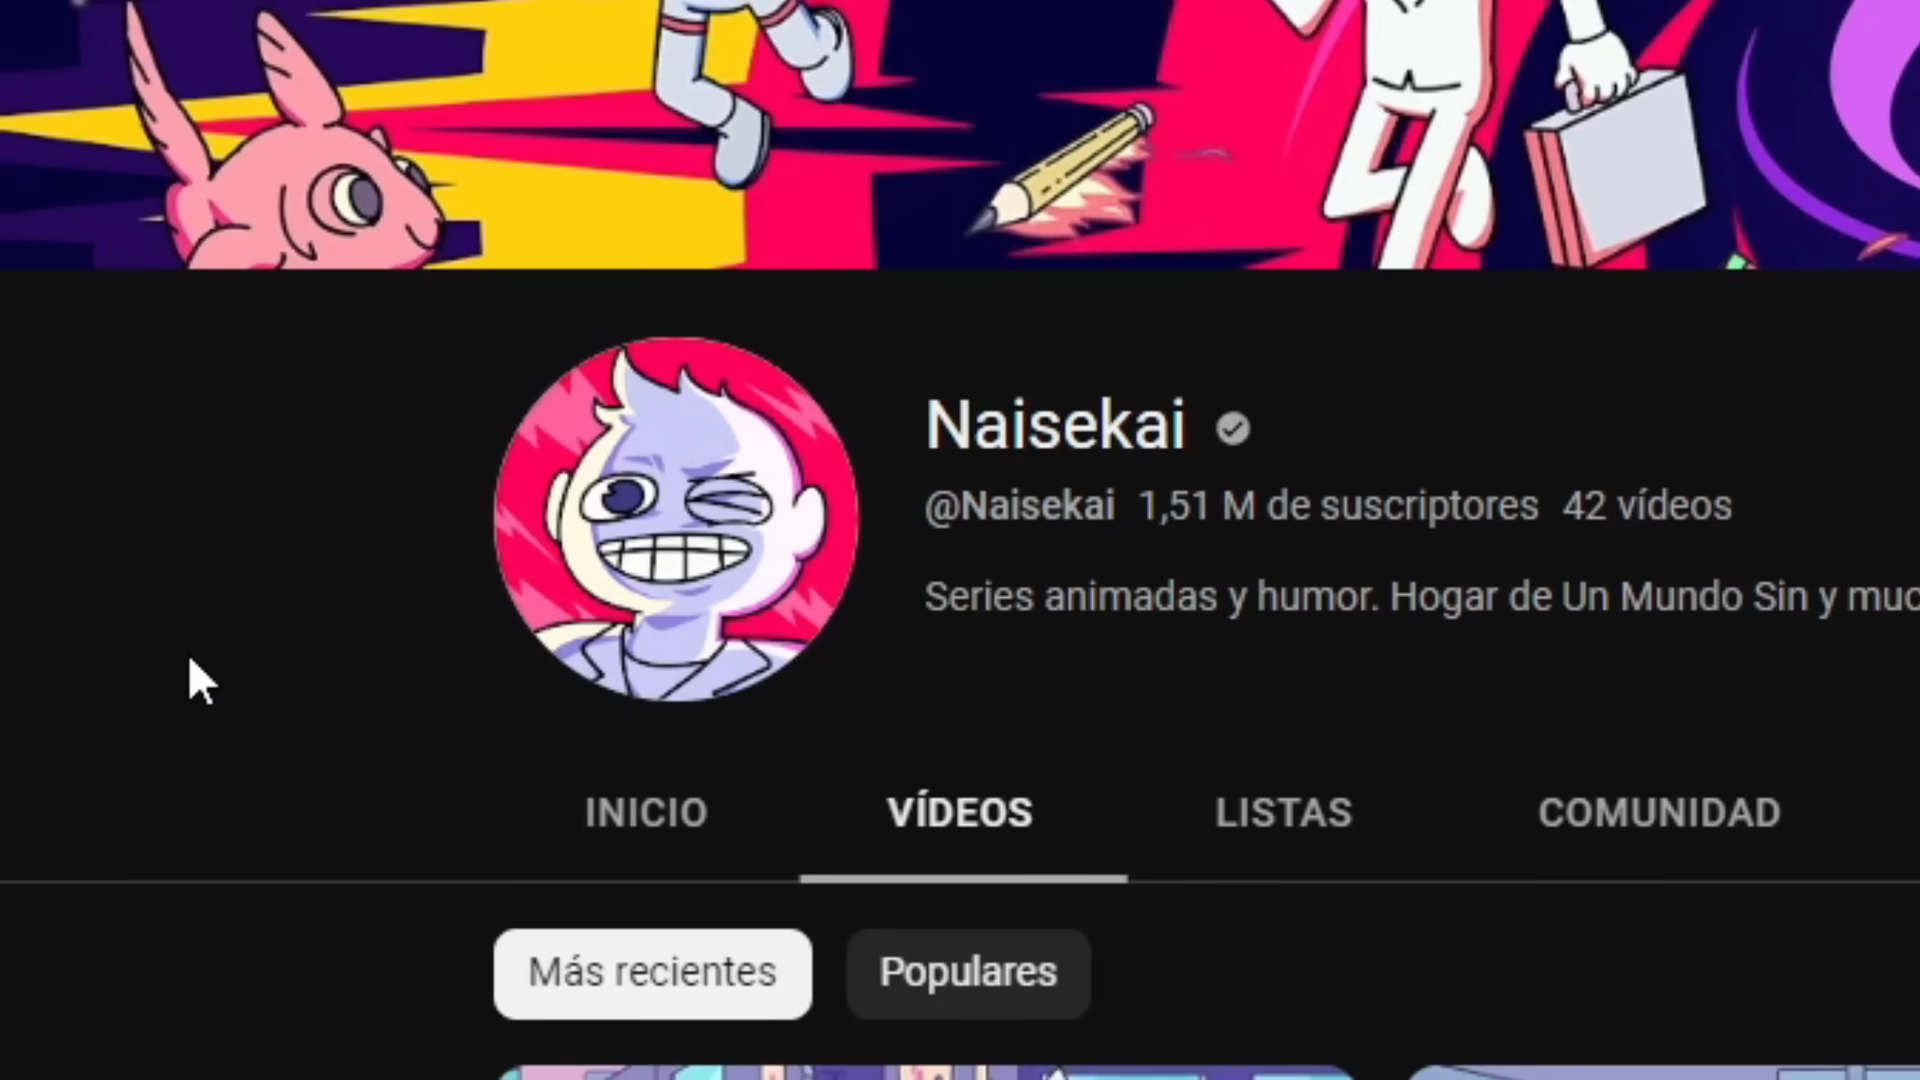 Naisekai
@Naisekai 1,51 M de suscriptores 42 vídeos
Series animadas y humor. Hogar de Un Mundo Sin y
INICIO VÍDEOS LISTAS COMUNIDAD
Más recientes Populares